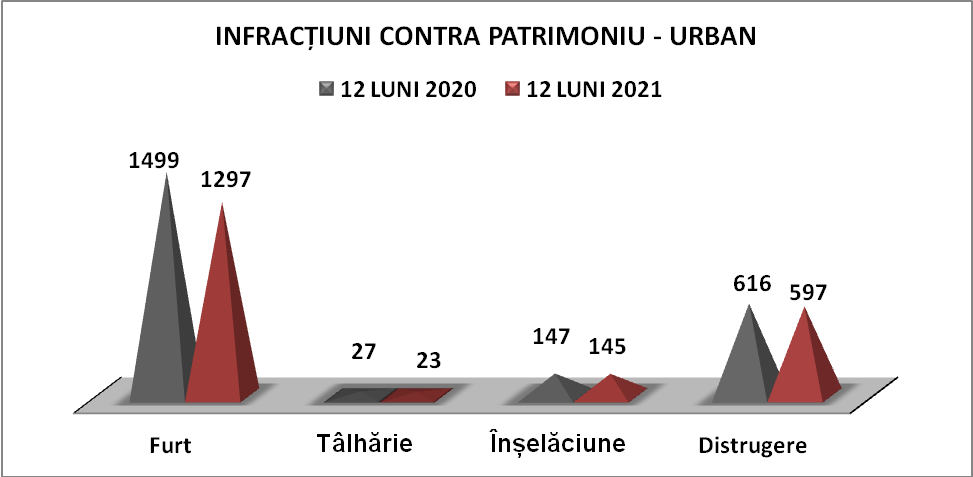 INFRACȚIUNI CONTRA PATRIMONIU - URBAN
12 LUNI 2020 12 LUNI 2021
1499 1297 27 23 147 145 616 597
Furt Tâlhărie Înșelăciune Distrugere